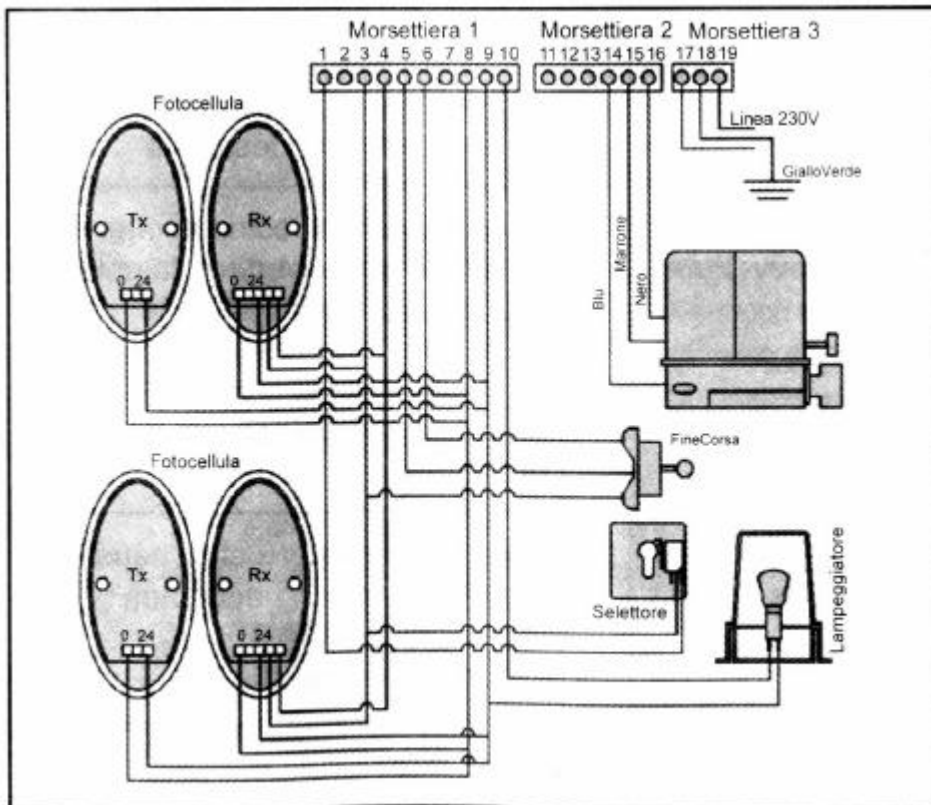 Morsettiera 1
Morsettiera 2
Morsettiera 3
1 2 3 4 5 6 7 8 9 10
11 12 13 14 15 16
17 18 19
Fotocellula
Linea 230V
GialloVerde
Tx
Rx
0 24
0 24
Blu
Marrone
Nero
FineCorsa
Fotocellula
Tx
Rx
0 24
0 24
Selettore
Lampeggiatore